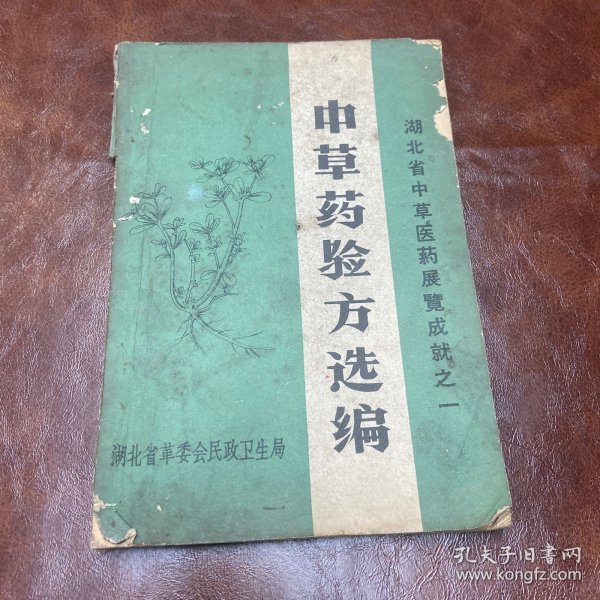 湖北省中草医药展覽成就之一
中草药验方选编
湖北省革委会民政卫生局
孔夫子旧书网
www.kongfz.com